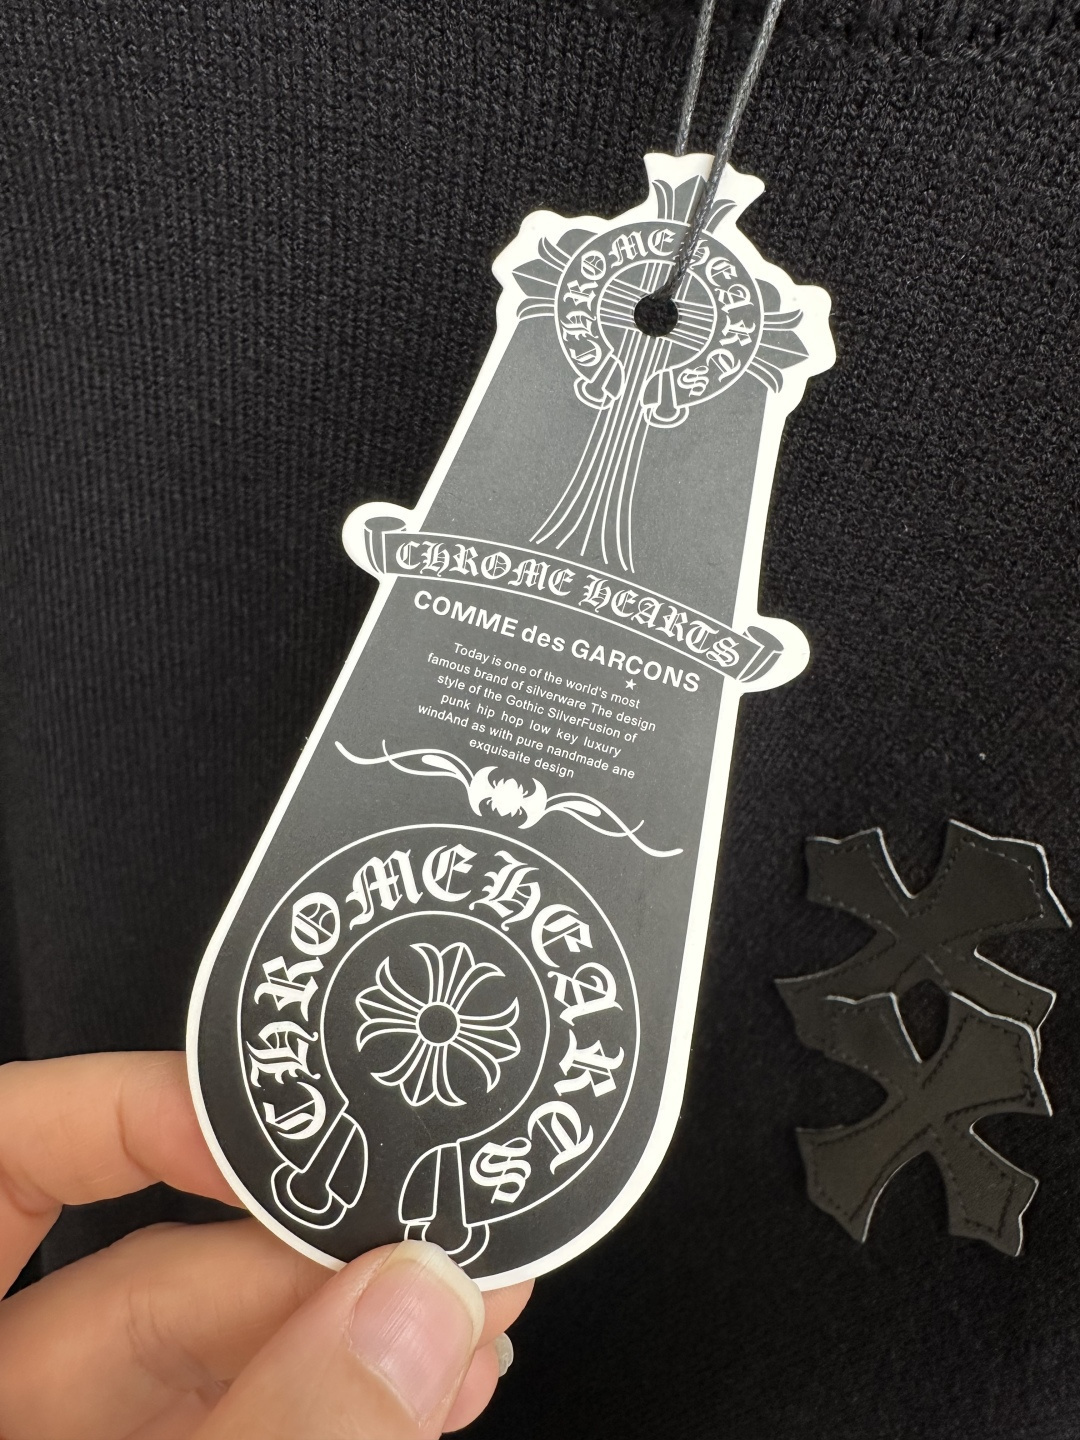 CHROME HEARTS
CHROME HEARTS
COMME des GARCONS
Today is one of the world's most
famous brand of silverware The design
style of the Gothic SilverFusion of
punk hip hop low key luxury
windAnd as with pure nandmade ane
exquisaite design
CHROME HEARTS